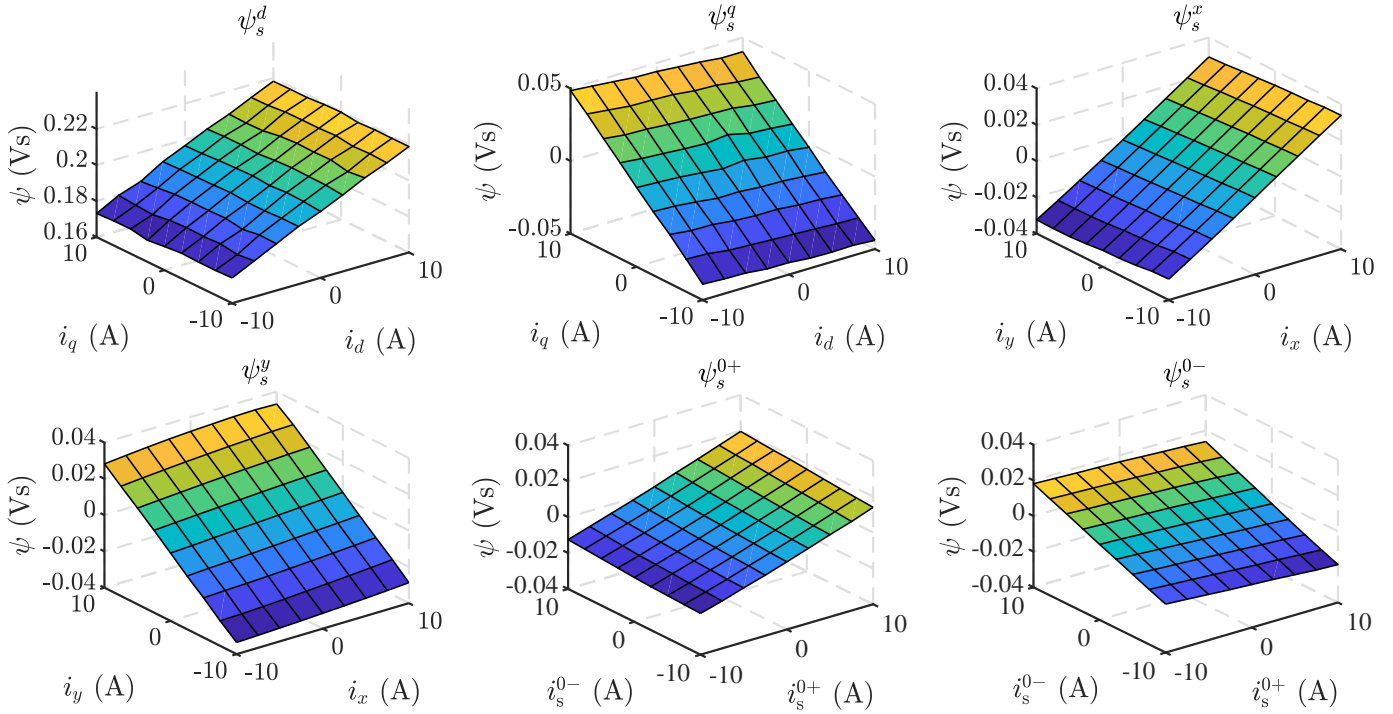 ψ_s^d
ψ (Vs)
0.22
0.2
0.18
0.16
10
0
-10
i_q (A)
-10
0
10
i_d (A)
ψ_s^q
ψ (Vs)
0.05
0
-0.05
10
0
-10
i_q (A)
-10
0
10
i_d (A)
ψ_s^x
ψ (Vs)
0.04
0.02
0
-0.02
-0.04
10
0
-10
i_y (A)
-10
0
10
i_x (A)
ψ_s^y
ψ (Vs)
0.04
0.02
0
-0.02
-0.04
10
0
-10
i_y (A)
-10
0
10
i_x (A)
ψ_s^{0+}
ψ (Vs)
0.04
0.02
0
-0.02
-0.04
10
0
-10
i_s^{0-} (A)
-10
0
10
i_s^{0+} (A)
ψ_s^{0-}
ψ (Vs)
0.04
0.02
0
-0.02
-0.04
10
0
-10
i_s^{0-} (A)
-10
0
10
i_s^{0+} (A)